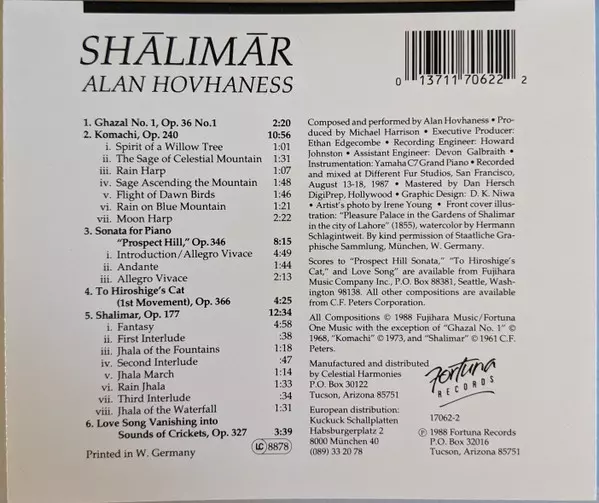 SHĀLIMĀR
ALAN HOVHANESS
0 13711 70622 2
1. Ghazal No. 1, Op. 36 No.1 2:20
2. Komachi, Op. 240 10:56
i. Spirit of a Willow Tree 1:01
ii. The Sage of Celestial Mountain 1:31
iii. Rain Harp 1:07
iv. Sage Ascending the Mountain 1:48
v. Flight of Dawn Birds 1:46
vi. Rain on Blue Mountain 1:21
vii. Moon Harp 2:22
3. Sonata for Piano
"Prospect Hill," Op. 346 8:15
i. Introduction/Allegro Vivace 4:49
ii. Andante 1:44
iii. Allegro Vivace 2:13
4. To Hiroshige's Cat
(1st Movement), Op. 366 4:25
5. Shalimar, Op. 177 12:34
i. Fantasy 4:58
ii. First Interlude :38
iii. Jhala of the Fountains 1:18
iv. Second Interlude :47
v. Jhala March 1:14
vi. Rain Jhala 1:33
vii. Third Interlude :34
viii. Jhala of the Waterfall 1:31
6. Love Song Vanishing into
Sounds of Crickets, Op. 327 3:39
Printed in W. Germany
LC 8878
Composed and performed by Alan Hovhaness • Pro-
duced by Michael Harrison • Executive Producer:
Ethan Edgecombe • Recording Engineer: Howard
Johnston • Assistant Engineer: Devon Galbraith •
Instrumentation: Yamaha C7 Grand Piano • Recorded
and mixed at Different Fur Studios, San Francisco,
August 13-18, 1987 • Mastered by Dan Hersch
DigiPrep, Hollywood • Graphic Design: D. K. Niwa
• Artist's photo by Irene Young • Front cover illus-
tration: "Pleasure Palace in the Gardens of Shalimar
in the city of Lahore" (1855), watercolor by Hermann
Schlagintweit. By kind permission of Staatliche Gra-
phische Sammlung, München, W. Germany.
Scores to "Prospect Hill Sonata," "To Hiroshige's
Cat," and Love Song" are available from Fujihara
Music Company Inc., P.O. Box 88381, Seattle, Wash-
ington 98138. All other compositions are available
from C.F. Peters Corporation.
All Compositions © 1988 Fujihara Music/Fortuna
One Music with the exception of "Ghazal No. 1" ©
1968, "Komachi" © 1973, and "Shalimar" © 1961 C.F.
Peters.
Manufactured and distributed
by Celestial Harmonies
P.O. Box 30122
Tucson, Arizona 85751
European distribution:
Kuckuck Schallplatten
Habsburgerplatz 2
8000 München 40
(089) 33 20 78
Fortuna
RECORDS
17062-2
℗ 1988 Fortuna Records
P.O. Box 32016
Tucson, Arizona 85751